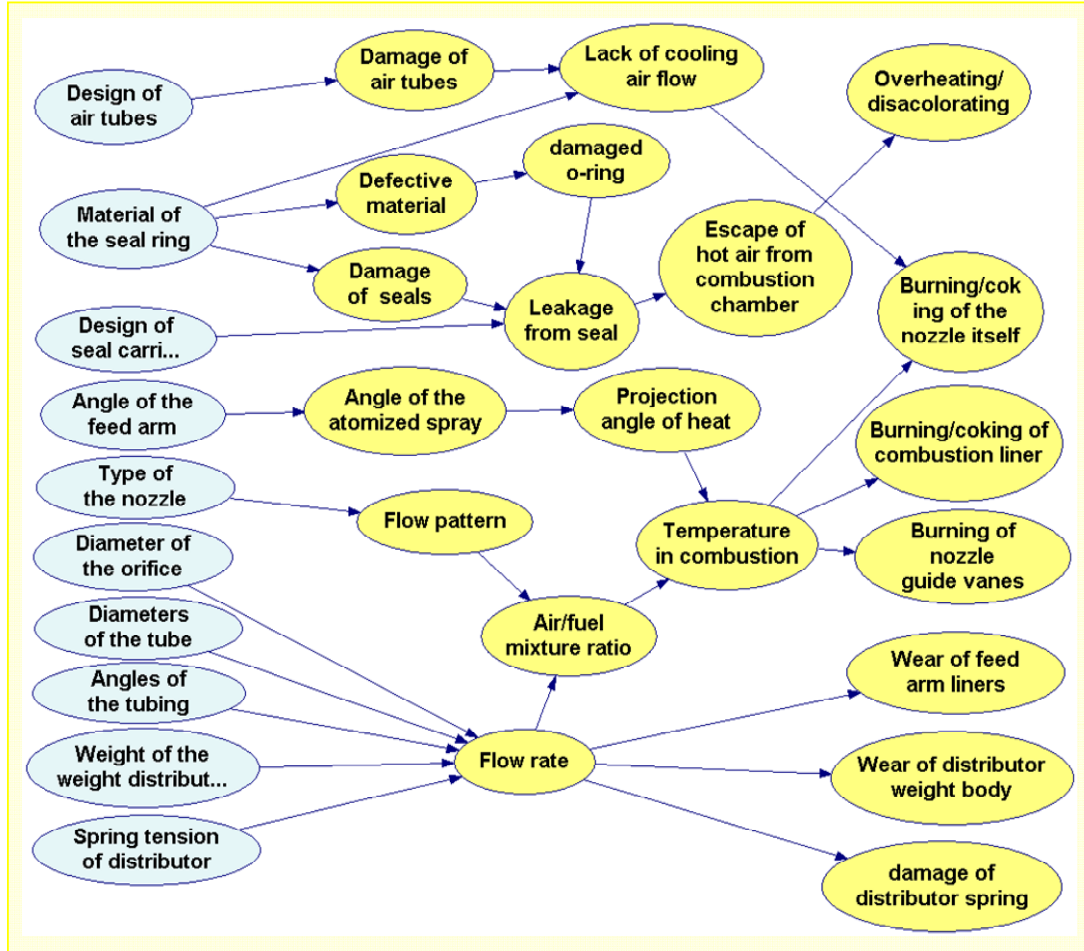 Design of
air tubes
Damage of
air tubes
Lack of cooling
air flow
Overheating/
disacolorating
Material of
the seal ring
Defective
material
damaged
o-ring
Damage
of seals
Leakage
from seal
Escape of
hot air from
combustion
chamber
Burning/cok
ing of the
nozzle itself
Design of
seal carri...
Angle of the
feed arm
Angle of the
atomized spray
Projection
angle of heat
Burning/coking of
combustion liner
Type of
the nozzle
Flow pattern
Temperature
in combustion
Burning of
nozzle
guide vanes
Diameter of
the orifice
Diameters
of the tube
Air/fuel
mixture ratio
Angles of
the tubing
Wear of feed
arm liners
Weight of the
weight distribut...
Flow rate
Wear of distributor
weight body
Spring tension
of distributor
damage of
distributor spring